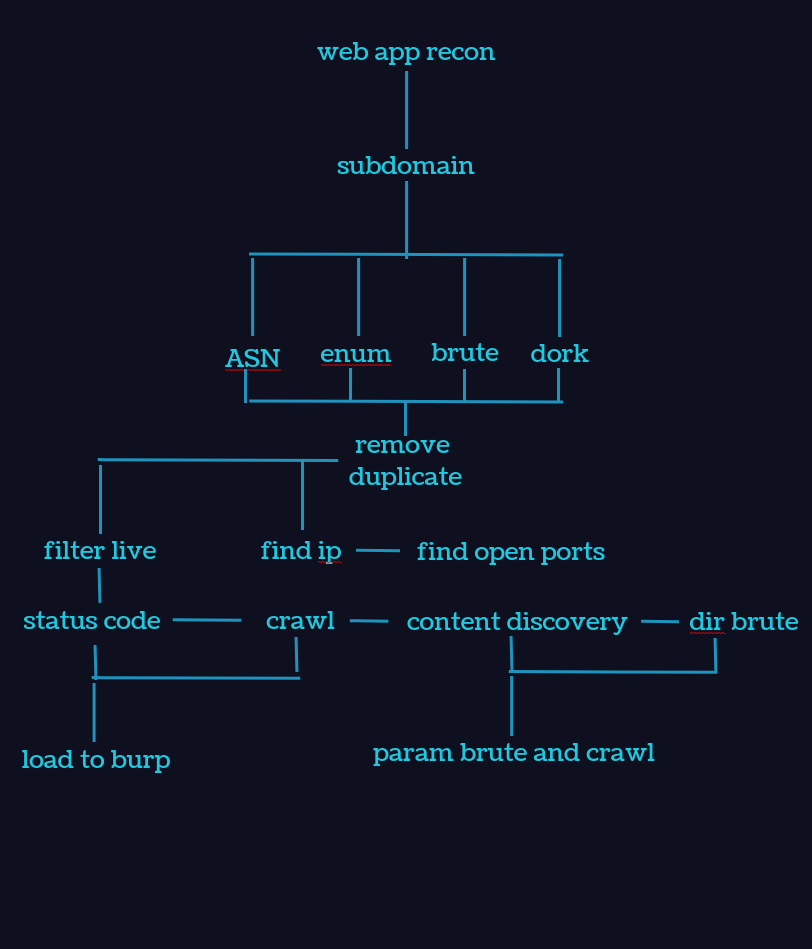 web app recon
subdomain
ASN
enum
brute
dork
remove
duplicate
filter live
find ip
find open ports
status code
crawl
content discovery
dir brute
load to burp
param brute and crawl